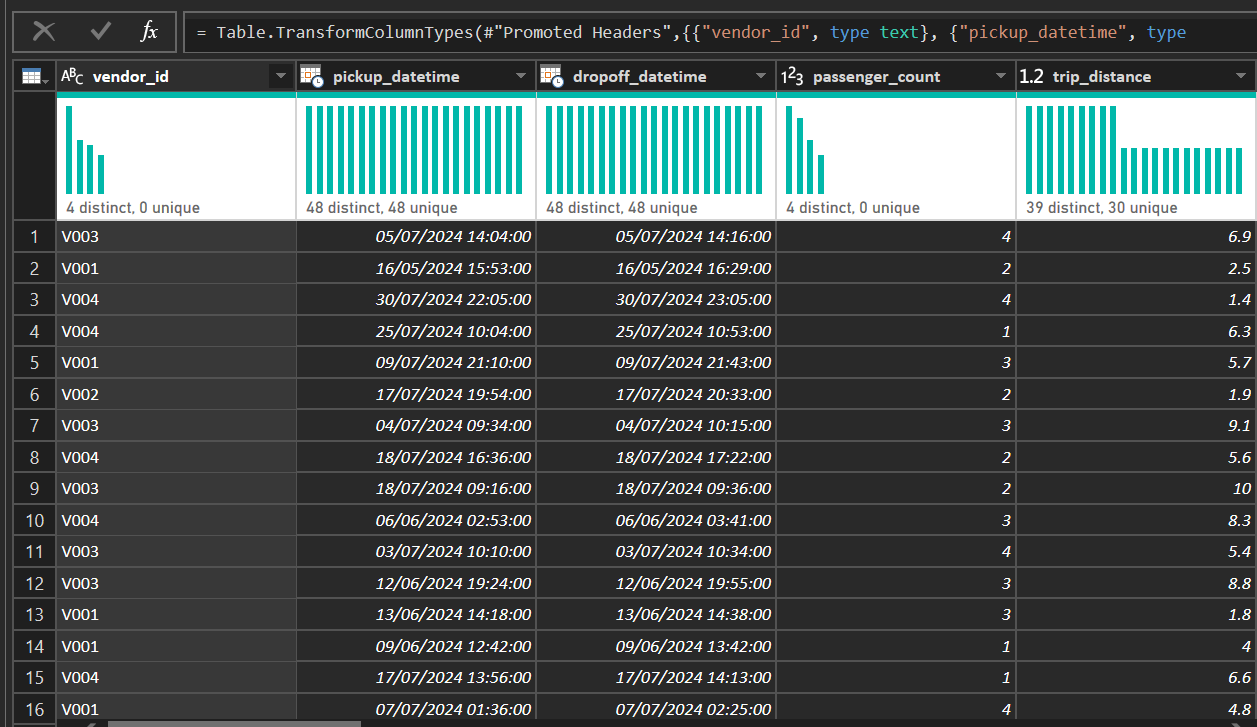 fx = Table.TransformColumnTypes(#"Promoted Headers",{{"vendor_id", type text}, {"pickup_datetime", type
ABC vendor_id pickup_datetime dropoff_datetime 123 passenger_count 1.2 trip_distance
4 distinct, 0 unique 48 distinct, 48 unique 48 distinct, 48 unique 4 distinct, 0 unique 39 distinct, 30 unique
1 V003 05/07/2024 14:04:00 05/07/2024 14:16:00 4 6.9
2 V001 16/05/2024 15:53:00 16/05/2024 16:29:00 2 2.5
3 V004 30/07/2024 22:05:00 30/07/2024 23:05:00 4 1.4
4 V004 25/07/2024 10:04:00 25/07/2024 10:53:00 1 6.3
5 V001 09/07/2024 21:10:00 09/07/2024 21:43:00 3 5.7
6 V002 17/07/2024 19:54:00 17/07/2024 20:33:00 2 1.9
7 V003 04/07/2024 09:34:00 04/07/2024 10:15:00 3 9.1
8 V004 18/07/2024 16:36:00 18/07/2024 17:22:00 2 5.6
9 V003 18/07/2024 09:16:00 18/07/2024 09:36:00 2 10
10 V004 06/06/2024 02:53:00 06/06/2024 03:41:00 3 8.3
11 V003 03/07/2024 10:10:00 03/07/2024 10:34:00 4 5.4
12 V003 12/06/2024 19:24:00 12/06/2024 19:55:00 3 8.8
13 V001 13/06/2024 14:18:00 13/06/2024 14:38:00 3 1.8
14 V001 09/06/2024 12:42:00 09/06/2024 13:42:00 1 4
15 V004 17/07/2024 13:56:00 17/07/2024 14:13:00 1 6.6
16 V001 07/07/2024 01:36:00 07/07/2024 02:25:00 4 4.8